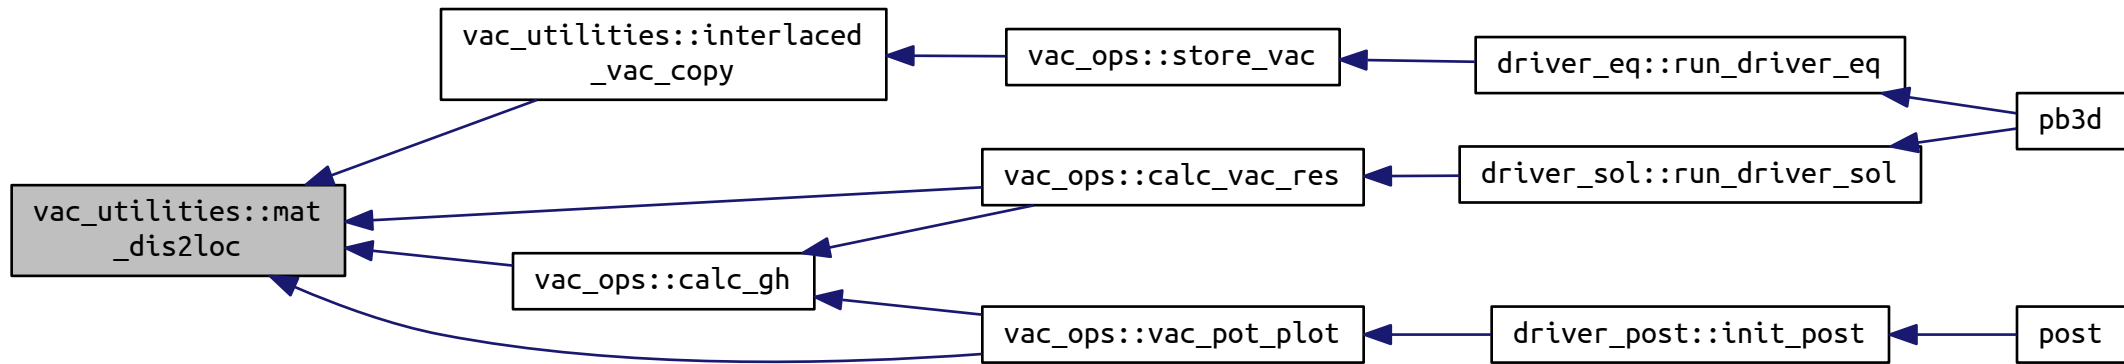 vac_utilities::mat
_dis2loc
vac_utilities::interlaced
_vac_copy
vac_ops::store_vac
driver_eq::run_driver_eq
pb3d
vac_ops::calc_vac_res
driver_sol::run_driver_sol
vac_ops::calc_gh
vac_ops::vac_pot_plot
driver_post::init_post
post